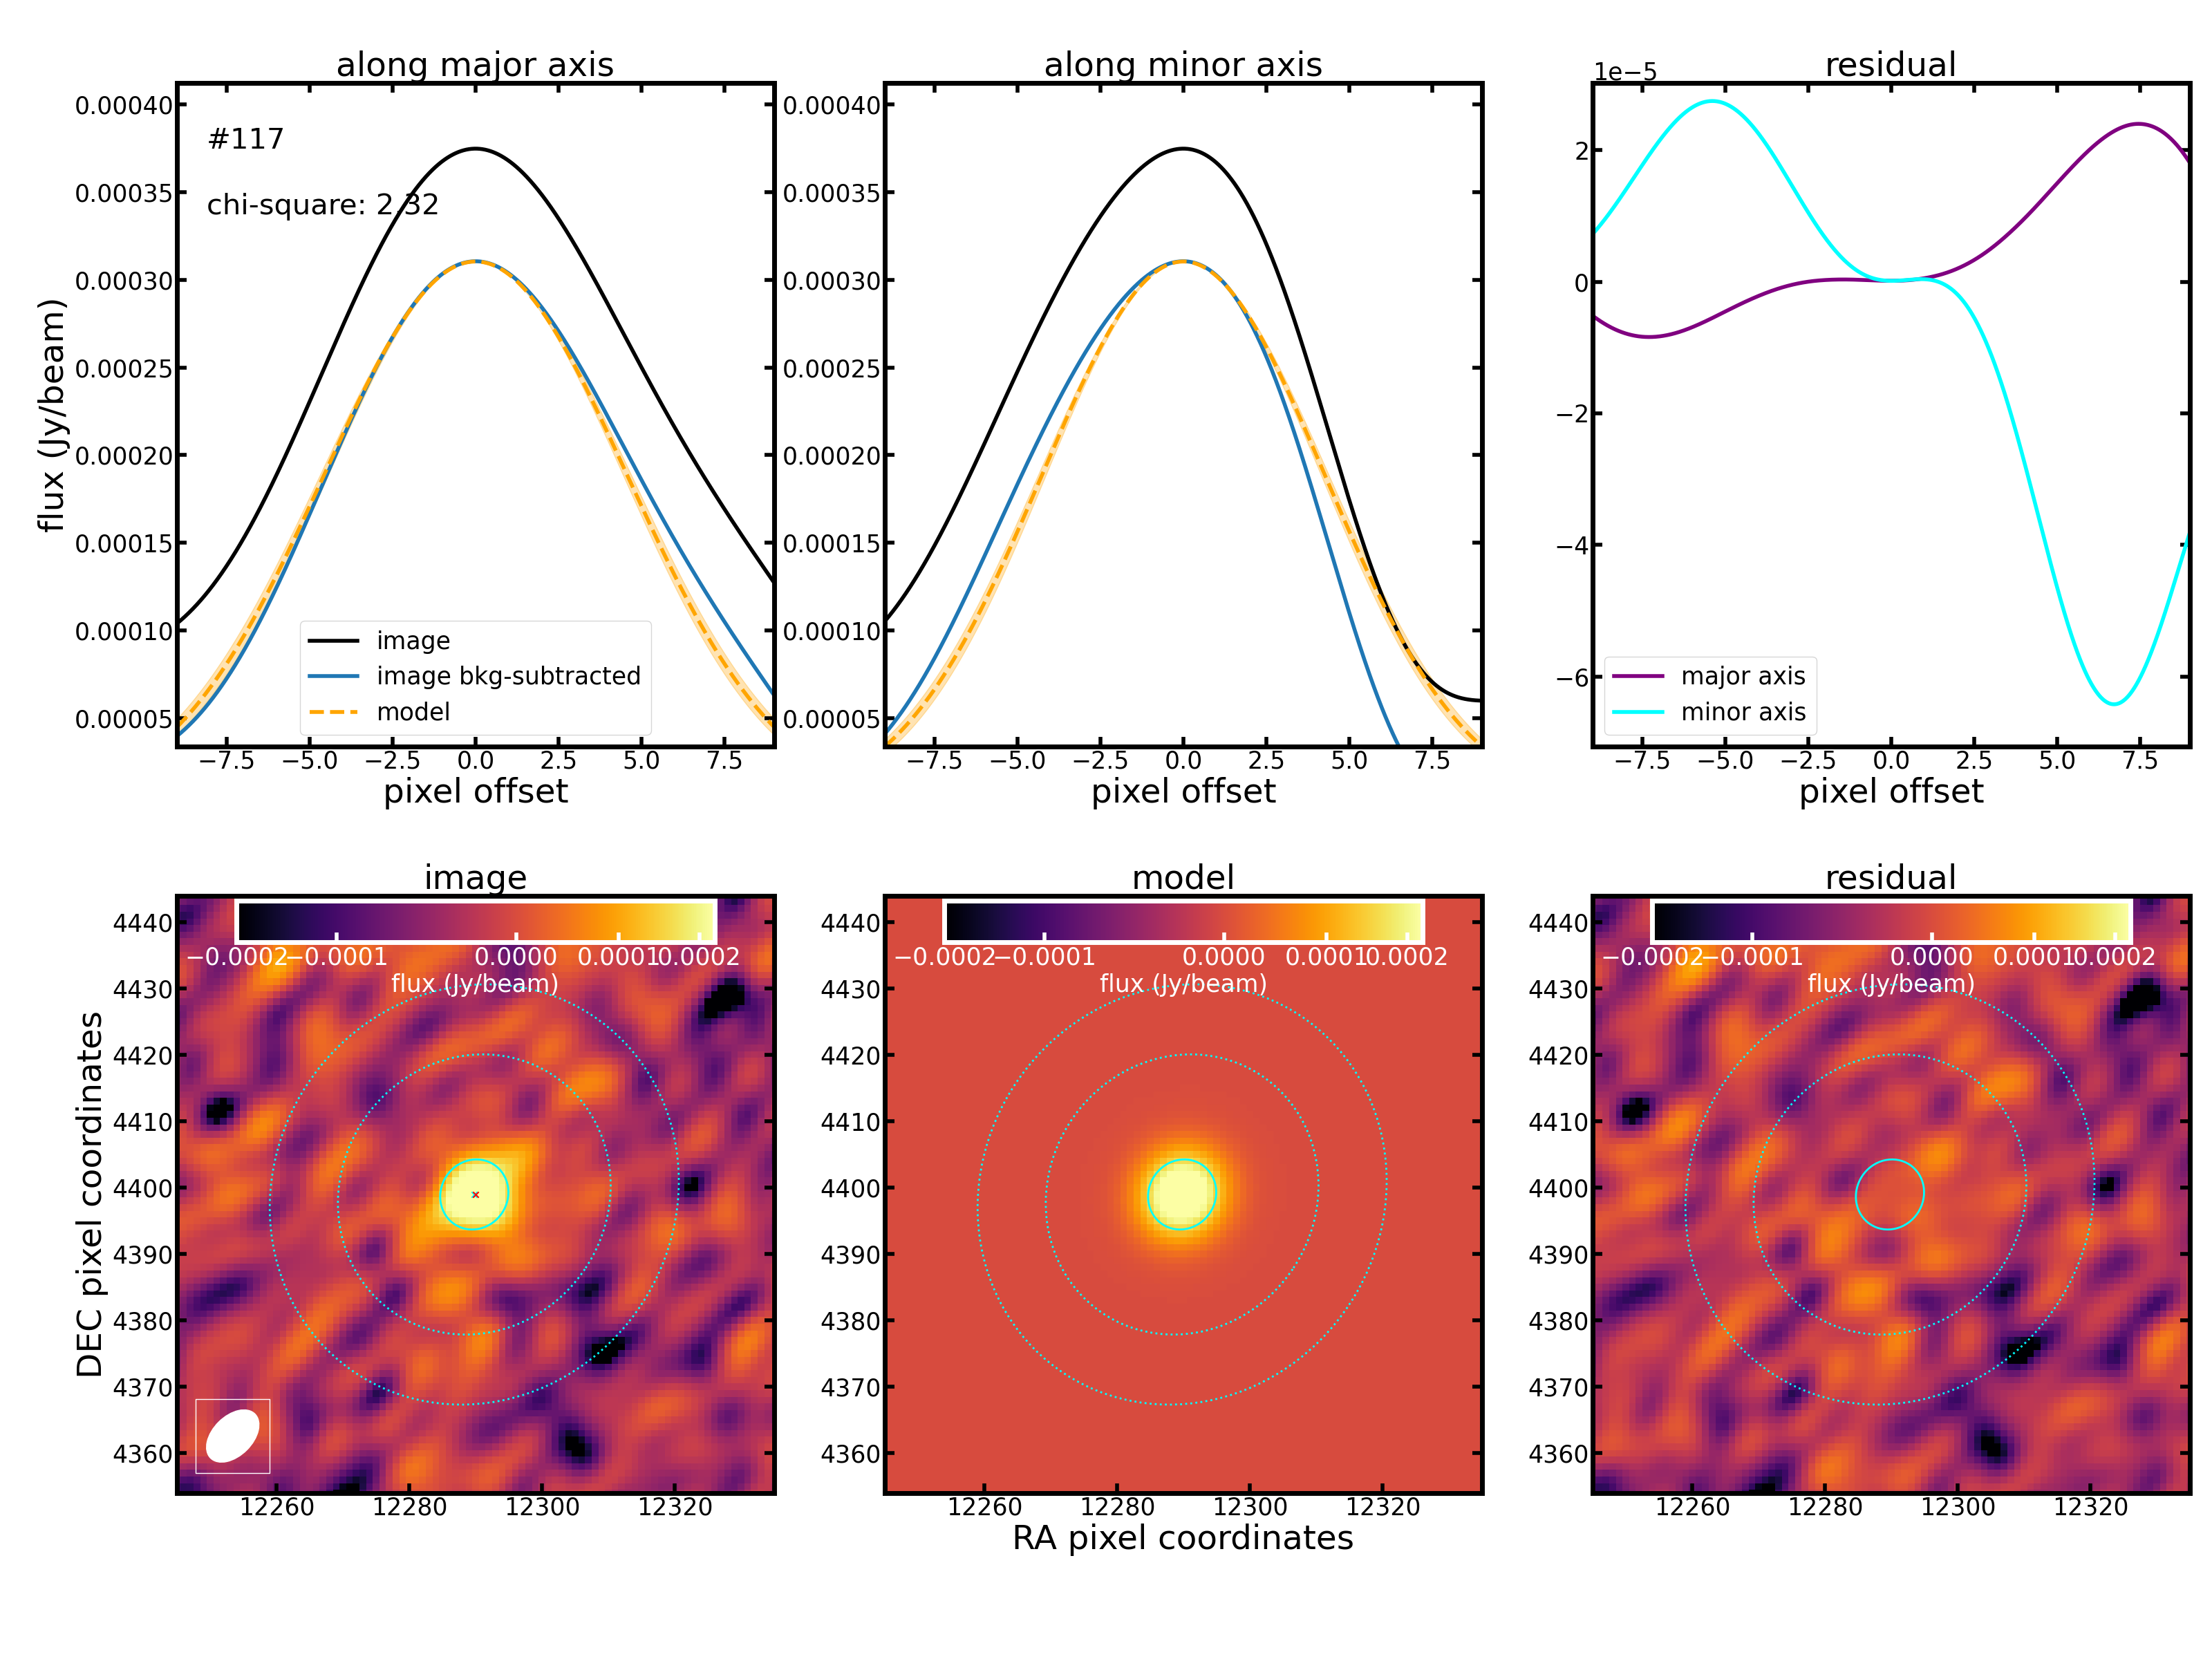 along major axis
along minor axis
residual
1e−5
0.00040
0.00035
0.00030
0.00025
0.00020
0.00015
0.00010
0.00005
flux (Jy/beam)
#117
chi-square: 2.32
image
image bkg-subtracted
model
−7.5 −5.0 −2.5 0.0 2.5 5.0 7.5
pixel offset
0.00040
0.00035
0.00030
0.00025
0.00020
0.00015
0.00010
0.00005
−7.5 −5.0 −2.5 0.0 2.5 5.0 7.5
pixel offset
2
0
−2
−4
−6
major axis
minor axis
−7.5 −5.0 −2.5 0.0 2.5 5.0 7.5
pixel offset
image
model
residual
4440
4430
4420
4410
4400
4390
4380
4370
4360
DEC pixel coordinates
−0.0002 −0.0001 0.0000 0.0001 0.0002
flux (Jy/beam)
12260 12280 12300 12320
4440
4430
4420
4410
4400
4390
4380
4370
4360
−0.0002 −0.0001 0.0000 0.0001 0.0002
flux (Jy/beam)
12260 12280 12300 12320
RA pixel coordinates
4440
4430
4420
4410
4400
4390
4380
4370
4360
−0.0002 −0.0001 0.0000 0.0001 0.0002
flux (Jy/beam)
12260 12280 12300 12320